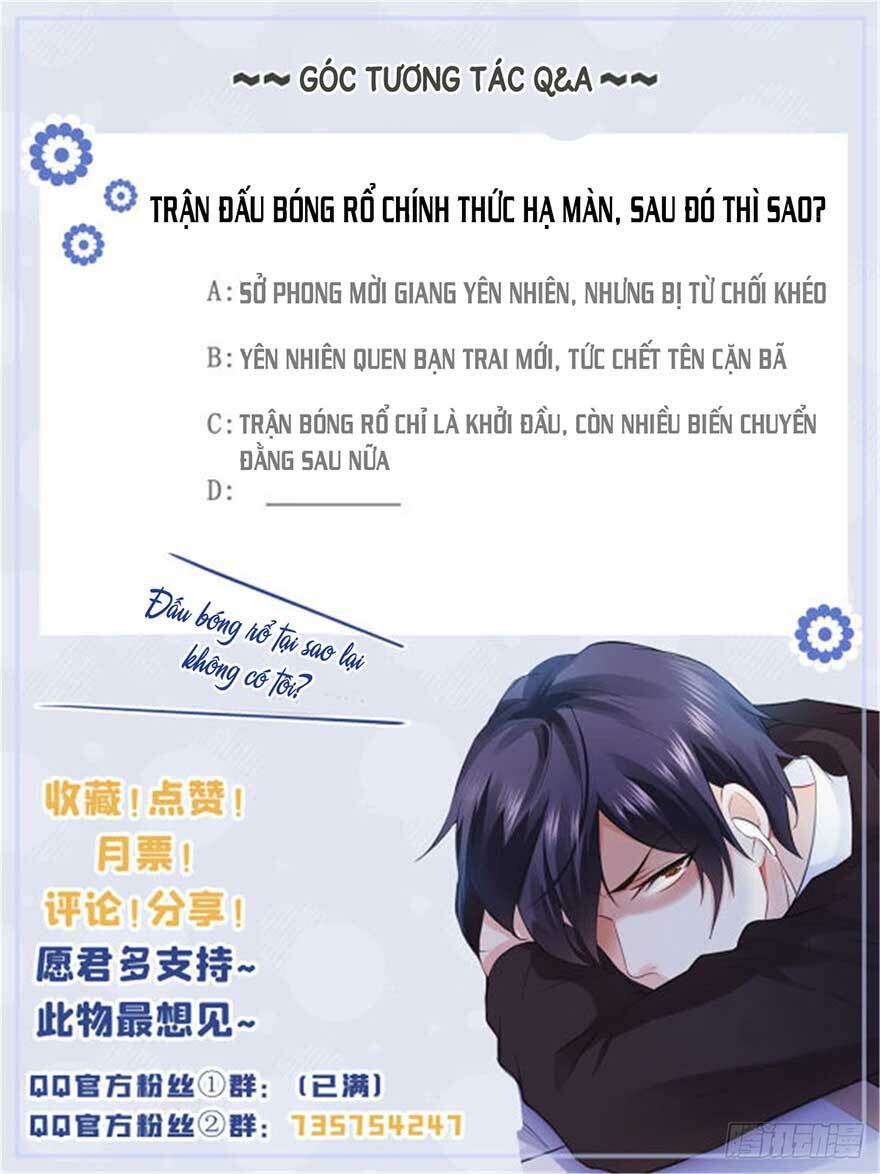 ~~ GÓC TƯƠNG TÁC Q&A ~~
TRẬN ĐẤU BÓNG RỔ CHÍNH THỨC HẠ MÀN, SAU ĐÓ THÌ SAO?
A: SỞ PHONG MỜI GIANG YÊN NHIÊN, NHƯNG BỊ TỪ CHỐI KHÉO
B: YÊN NHIÊN QUEN BẠN TRAI MỚI, TỨC CHẾT TÊN CẶN BÃ
C: TRẬN BÓNG RỔ CHỈ LÀ KHỞI ĐẦU, CÒN NHIỀU BIẾN CHUYỂN
ĐẰNG SAU NỮA
D: ________
Đấu bóng rổ tại sao lại
không có tôi?
收藏!点赞!
月票!
评论!分享!
愿君多支持~
此物最想见~
QQ官方粉丝①群:(已满)
QQ官方粉丝②群:735754247
腾讯动漫